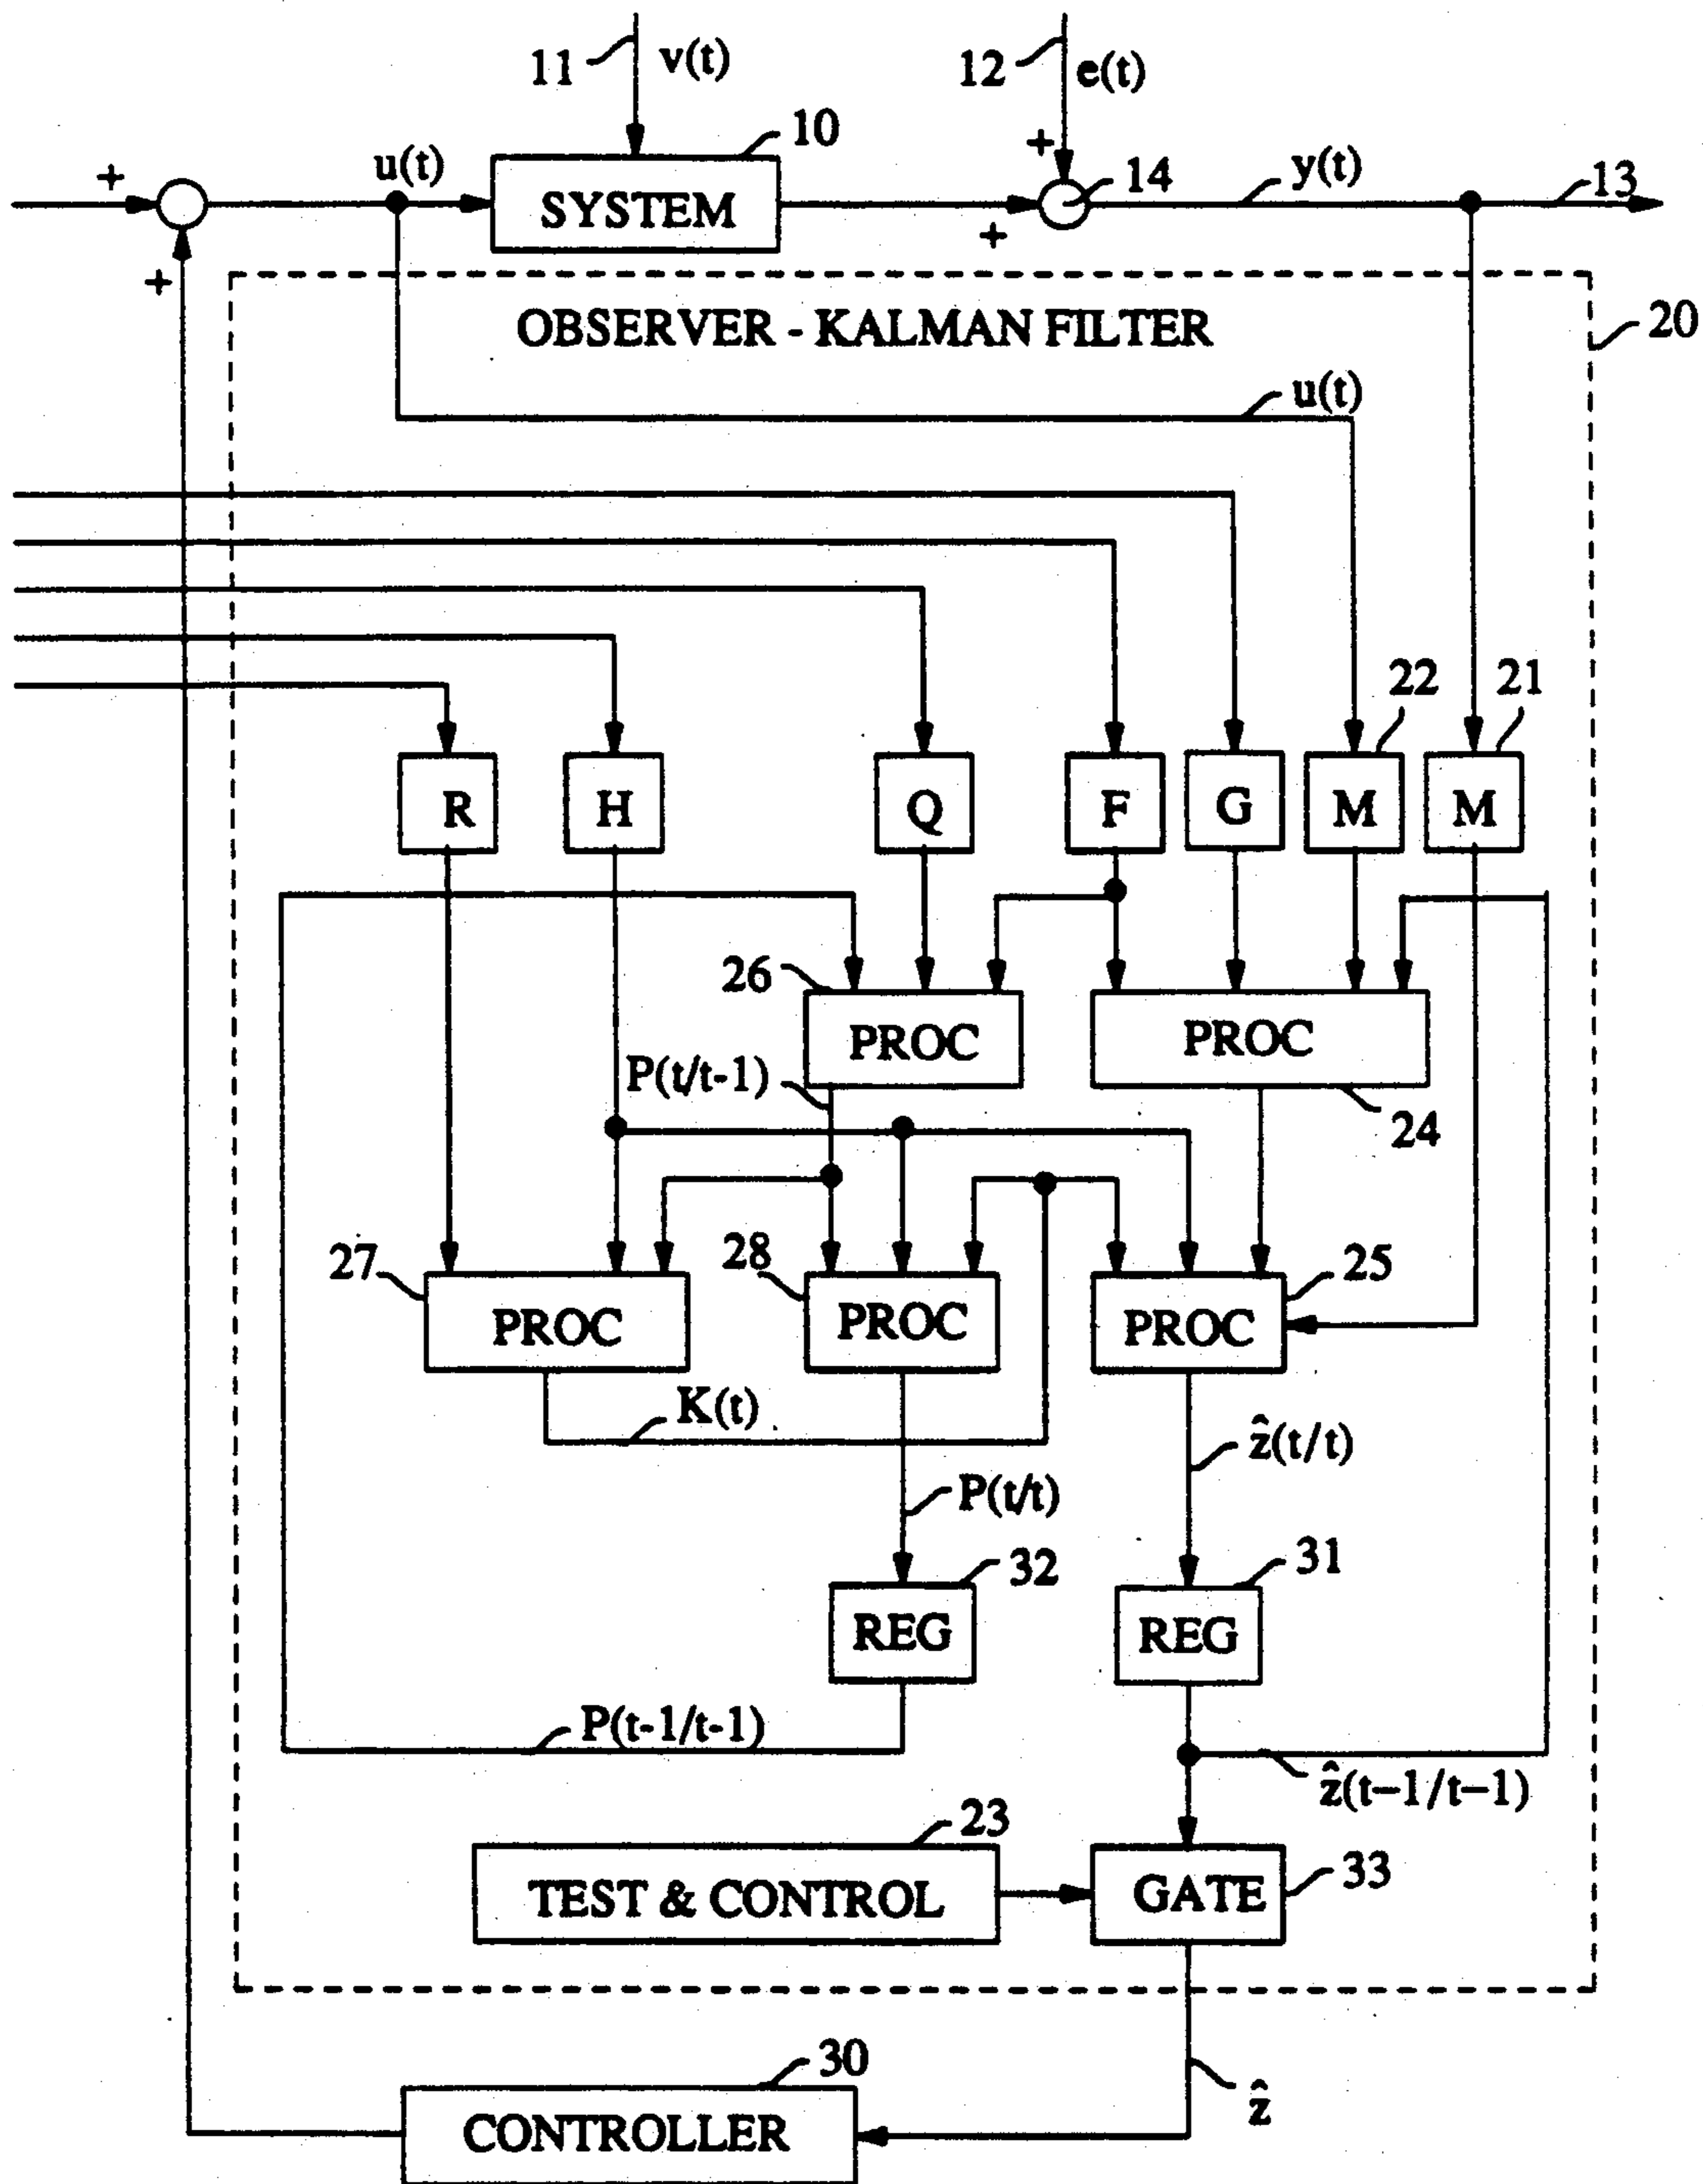 11 v(t) 12 e(t)
10
+ u(t) + 14 y(t) 13
SYSTEM
+ +
OBSERVER - KALMAN FILTER 20
u(t)
22 21
R H Q F G M M
26
PROC PROC
P(t/t-1)
24
27 28 25
PROC PROC PROC
K(t)
ẑ(t/t)
P(t/t)
32 31
REG REG
P(t-1/t-1)
ẑ(t−1/t−1)
23
TEST & CONTROL GATE 33
30
ẑ
CONTROLLER